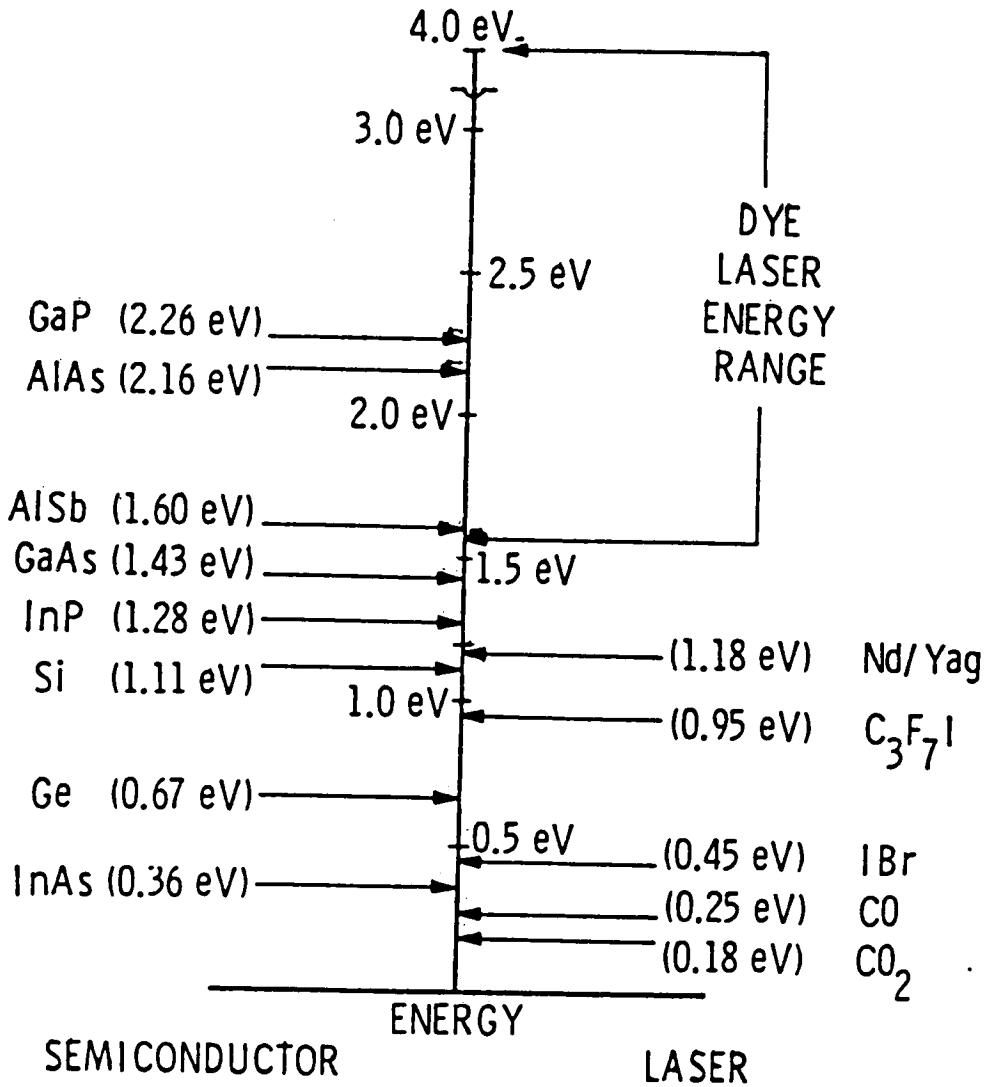 4.0 eV
3.0 eV
DYE
LASER
ENERGY
RANGE
2.5 eV
GaP (2.26 eV)
AlAs (2.16 eV)
2.0 eV
AlSb (1.60 eV)
GaAs (1.43 eV)
1.5 eV
InP (1.28 eV)
(1.18 eV) Nd/Yag
Si (1.11 eV)
1.0 eV
(0.95 eV) C₃F₇I
Ge (0.67 eV)
0.5 eV
(0.45 eV) IBr
InAs (0.36 eV)
(0.25 eV) CO
(0.18 eV) CO₂
ENERGY
SEMICONDUCTOR LASER